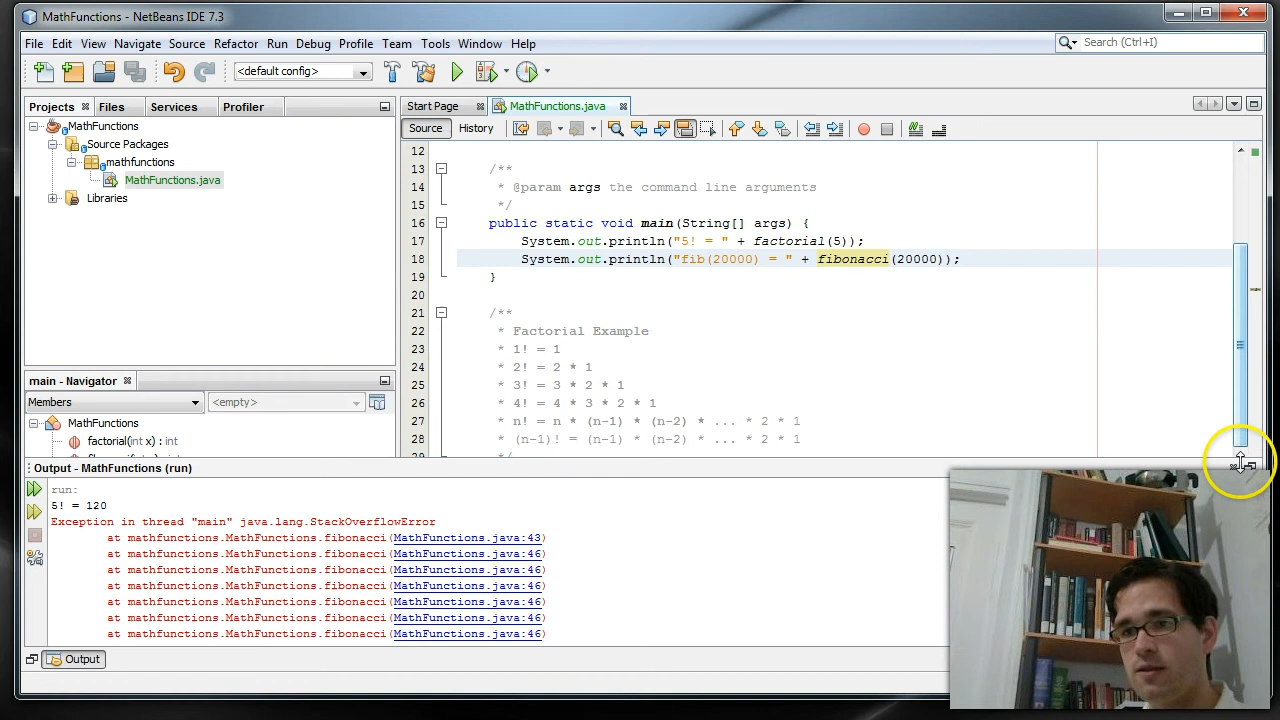 MathFunctions - NetBeans IDE 7.3
File Edit View Navigate Source Refactor Run Debug Profile Team Tools Window Help
Search (Ctrl+I)
<default config>
Projects Files Services Profiler
Start Page MathFunctions.java
MathFunctions
Source Packages
mathfunctions
MathFunctions.java
Libraries
Source History
12
13 /**
14 * @param args the command line arguments
15 */
16 public static void main(String[] args) {
17 System.out.println("5! = " + factorial(5));
18 System.out.println("fib(20000) = " + fibonacci(20000));
19 }
20
21 /**
22 * Factorial Example
23 * 1! = 1
24 * 2! = 2 * 1
25 * 3! = 3 * 2 * 1
26 * 4! = 4 * 3 * 2 * 1
27 * n! = n * (n-1) * (n-2) * ... * 2 * 1
28 * (n-1)! = (n-1) * (n-2) * ... * 2 * 1
main - Navigator
Members <empty>
MathFunctions
factorial(int x) : int
Output - MathFunctions (run)
run:
5! = 120
Exception in thread "main" java.lang.StackOverflowError
at mathfunctions.MathFunctions.fibonacci(MathFunctions.java:43)
at mathfunctions.MathFunctions.fibonacci(MathFunctions.java:46)
at mathfunctions.MathFunctions.fibonacci(MathFunctions.java:46)
at mathfunctions.MathFunctions.fibonacci(MathFunctions.java:46)
at mathfunctions.MathFunctions.fibonacci(MathFunctions.java:46)
at mathfunctions.MathFunctions.fibonacci(MathFunctions.java:46)
at mathfunctions.MathFunctions.fibonacci(MathFunctions.java:46)
Output